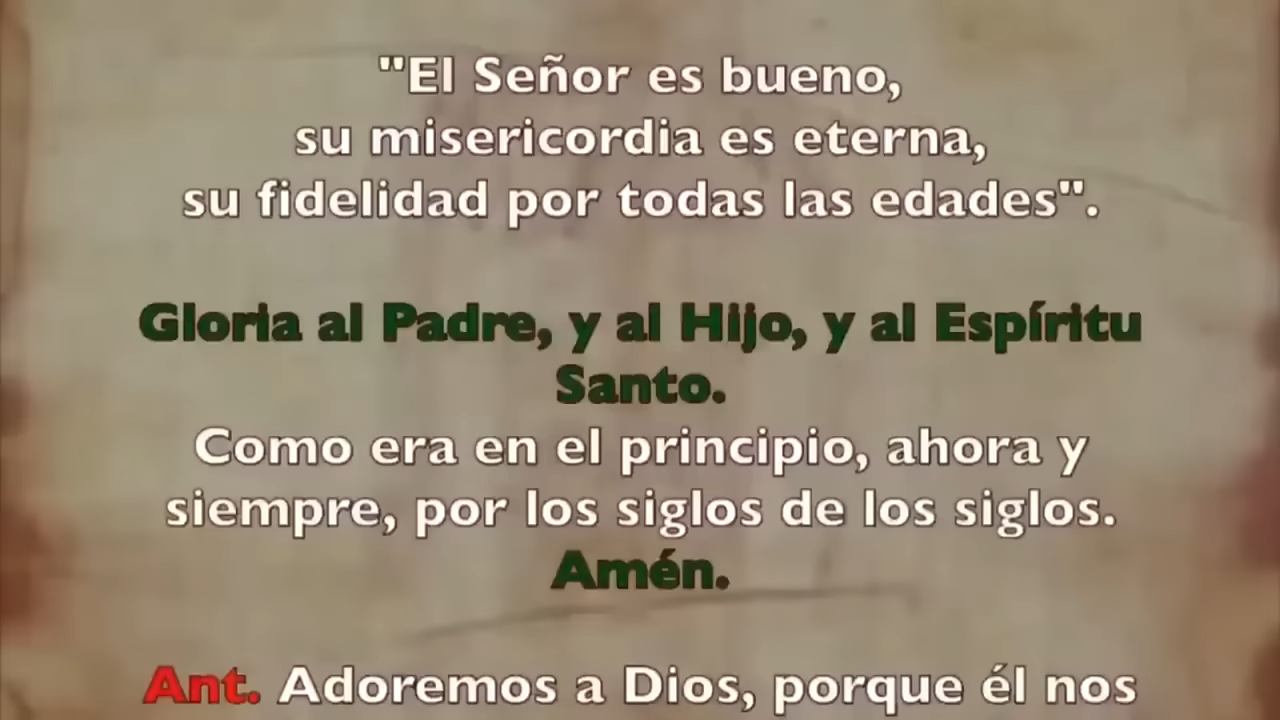 "El Señor es bueno,
su misericordia es eterna,
su fidelidad por todas las edades".
Gloria al Padre, y al Hijo, y al Espíritu
Santo.
Como era en el principio, ahora y
siempre, por los siglos de los siglos.
Amén.
Ant. Adoremos a Dios, porque él nos